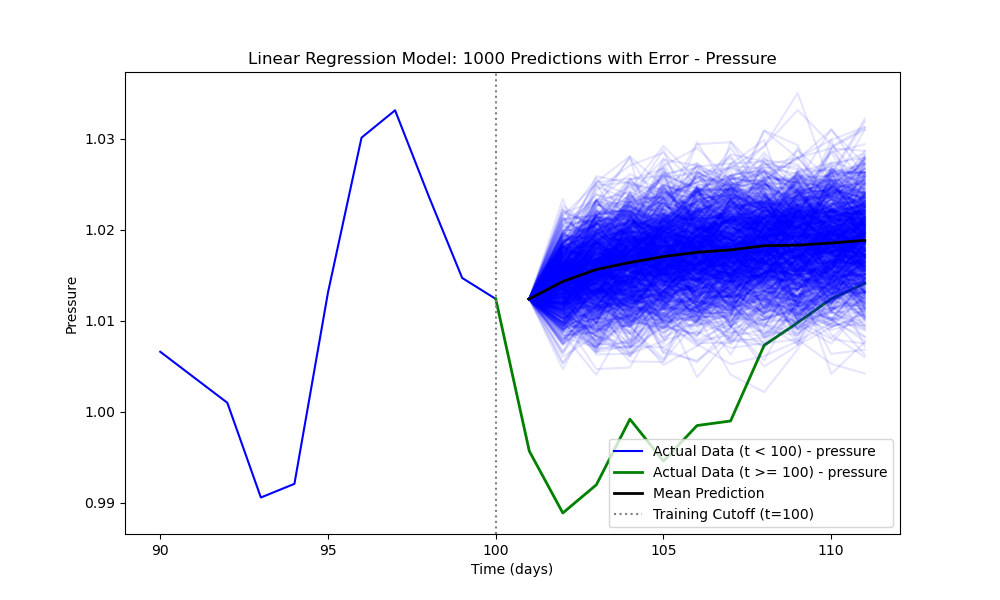 Linear Regression Model: 1000 Predictions with Error - Pressure
Pressure
1.03
1.02
1.01
1.00
0.99
90
95
100
105
110
Time (days)
Actual Data (t < 100) - pressure
Actual Data (t >= 100) - pressure
Mean Prediction
Training Cutoff (t=100)